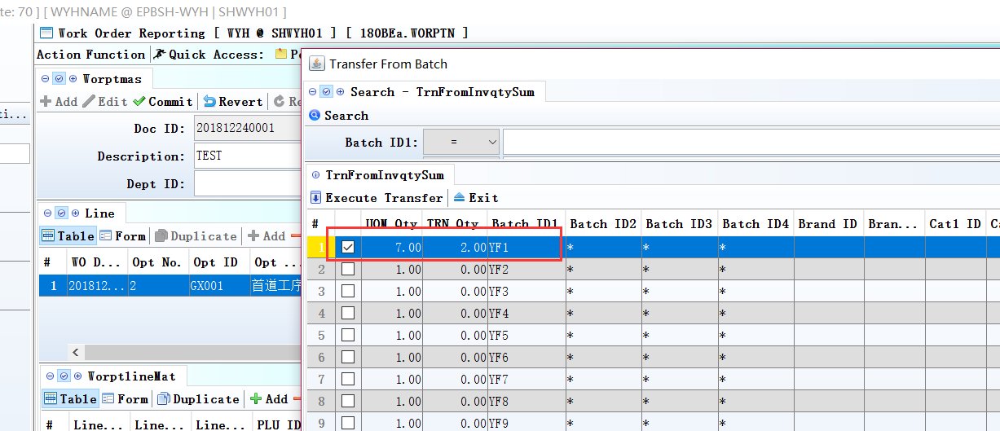 te: 70 ] [ WYHNAME @ EPBSH-WYH | SHWYH01 ]
Work Order Reporting [ WYH @ SHWYH01 ] [ 180BEa.WORPTN ]
Action Function Quick Access:
Worptmas
Add Edit Commit Revert
Doc ID: 201812240001
Description: TEST
Dept ID:
ti...
Line
Table Form Duplicate Add
# WO D... Opt No. Opt ID Opt ...
1 201812... 2 GX001 首道工序
WorptlineMat
Table Form Duplicate Add
# Line... Line... Line... PLU ID
Transfer From Batch
Search - TrnFromInvqtySum
Search
Batch ID1: =
TrnFromInvqtySum
Execute Transfer Exit
# UOM Qty TRN Qty Batch ID1 Batch ID2 Batch ID3 Batch ID4 Brand ID Bran... Cat1 ID
1 7.00 2.00 YF1 * * *
2 1.00 0.00 YF2 * * *
3 1.00 0.00 YF3 * * *
4 1.00 0.00 YF4 * * *
5 1.00 0.00 YF5 * * *
6 1.00 0.00 YF6 * * *
7 1.00 0.00 YF7 * * *
8 1.00 0.00 YF8 * * *
9 1.00 0.00 YF9 * * *